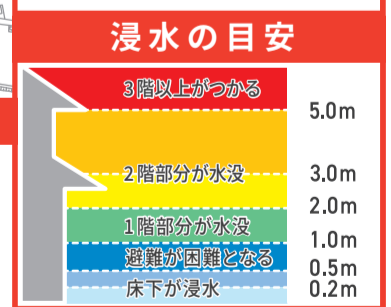 浸水の目安
3階以上がつかる
5.0m
2階部分が水没
3.0m
2.0m
1階部分が水没
1.0m
避難が困難となる
0.5m
床下が浸水
0.2m